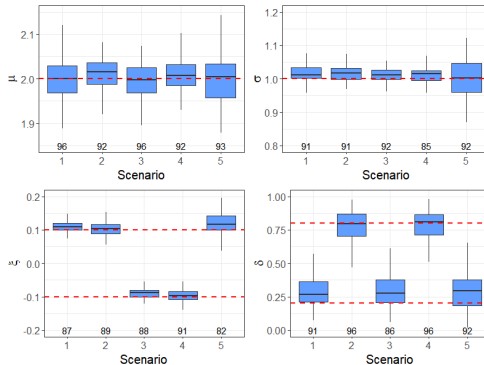 μ
2.1
2.0
1.9
96 92 96 92 93
1 2 3 4 5
Scenario
σ
1.2
1.1
1.0
0.9
0.8
91 91 92 85 92
1 2 3 4 5
Scenario
ξ
0.2
0.1
0.0
-0.1
-0.2
87 89 88 91 82
1 2 3 4 5
Scenario
δ
1.00
0.75
0.50
0.25
0.00
91 96 86 96 92
1 2 3 4 5
Scenario